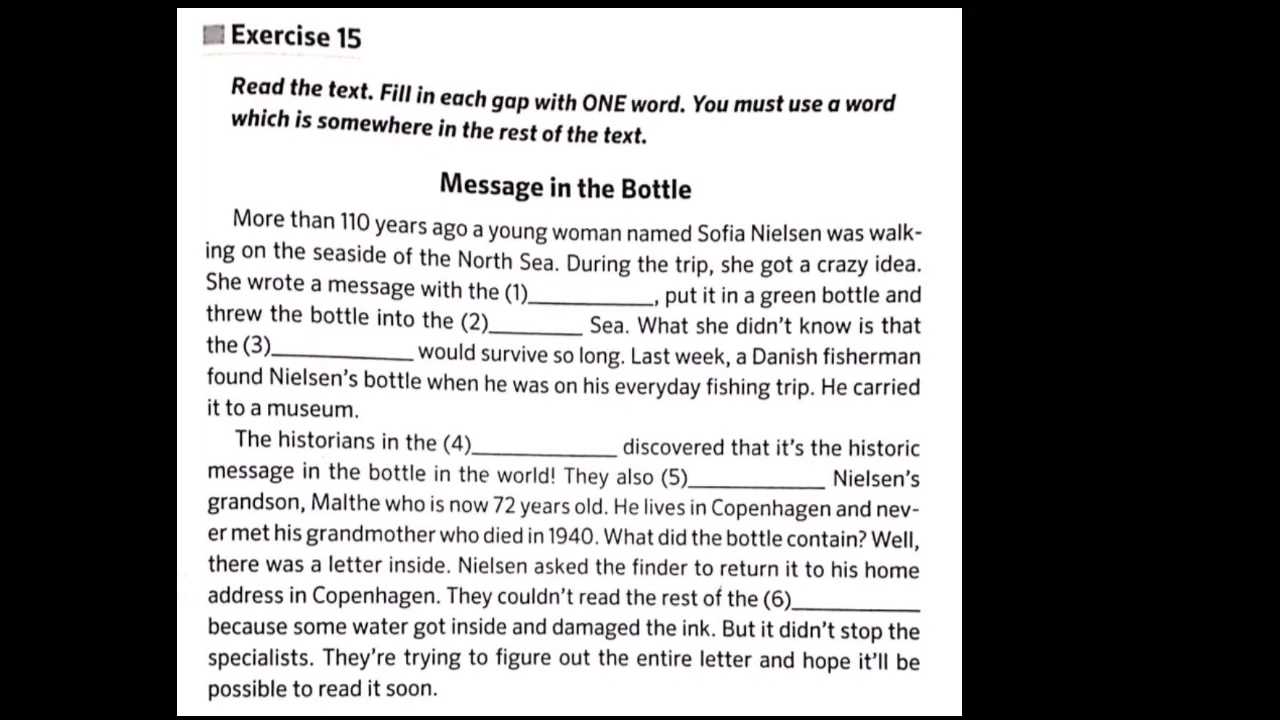 Exercise 15
Read the text. Fill in each gap with ONE word. You must use a word
which is somewhere in the rest of the text.
Message in the Bottle
More than 110 years ago a young woman named Sofia Nielsen was walk-
ing on the seaside of the North Sea. During the trip, she got a crazy idea.
She wrote a message with the (1)____________, put it in a green bottle and
threw the bottle into the (2)_________ Sea. What she didn't know is that
the (3)______________ would survive so long. Last week, a Danish fisherman
found Nielsen's bottle when he was on his everyday fishing trip. He carried
it to a museum.
The historians in the (4)______________ discovered that it's the historic
message in the bottle in the world! They also (5)_____________ Nielsen's
grandson, Malthe who is now 72 years old. He lives in Copenhagen and nev-
er met his grandmother who died in 1940. What did the bottle contain? Well,
there was a letter inside. Nielsen asked the finder to return it to his home
address in Copenhagen. They couldn't read the rest of the (6)____________
because some water got inside and damaged the ink. But it didn't stop the
specialists. They're trying to figure out the entire letter and hope it'll be
possible to read it soon.